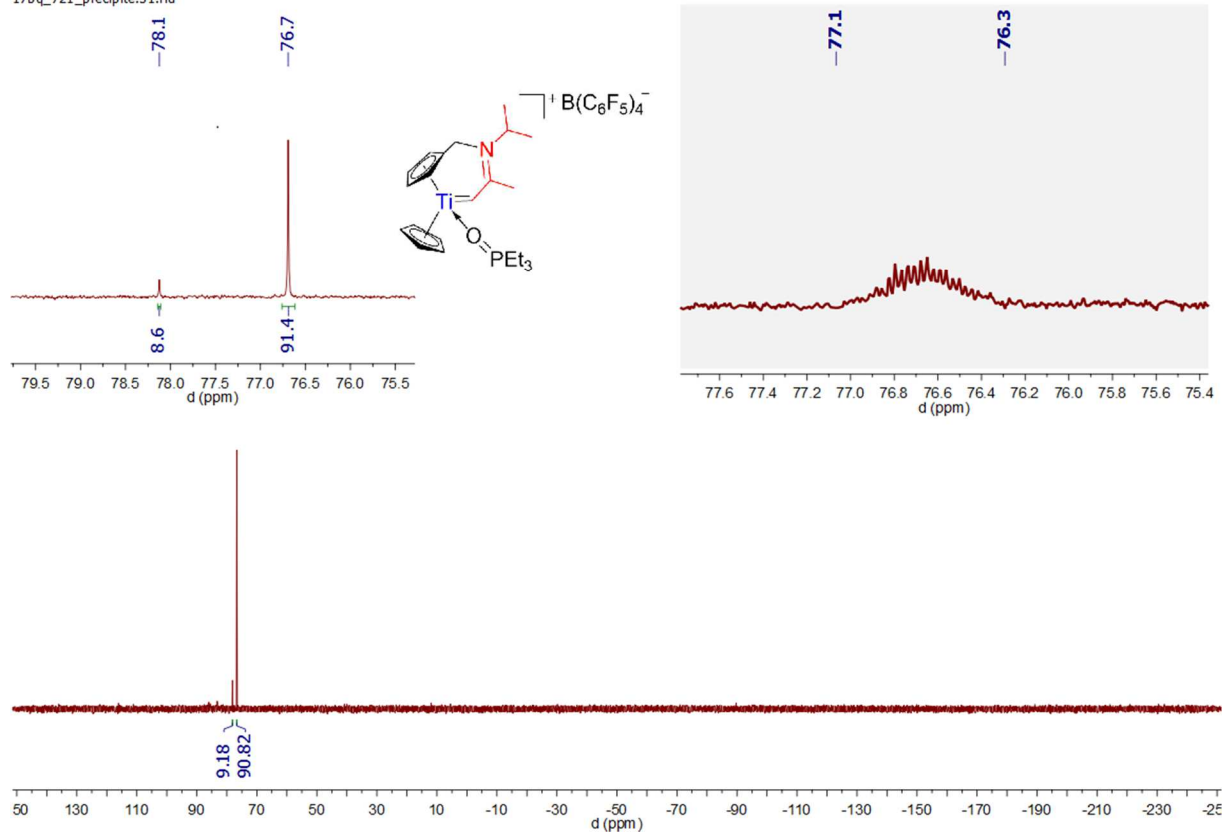 78.1
76.7
77.1
76.3
+ B(C₆F₅)₄⁻
N
Ti
O
PEt₃
8.6
91.4
79.5 79.0 78.5 78.0 77.5 77.0 76.5 76.0 75.5
d (ppm)
77.6 77.4 77.2 77.0 76.8 76.6 76.4 76.2 76.0 75.8 75.6 75.4
d (ppm)
9.18
90.82
50 110 90 70 50 30 10 -10 -30 -50 -70 -90 -110 -130 -150 -170 -190 -210 -230 -25
d (ppm)